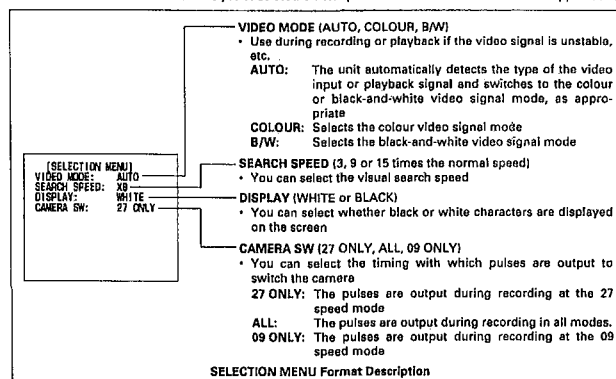 VIDEO MODE (AUTO, COLOUR, B/W)
• Use during recording or playback if the video signal is unstable,
etc.
AUTO: The unit automatically detects the type of the video
input or playback signal and switches to the colour
or black-and-white video signal mode, as appro-
priate
COLOUR: Selects the colour video signal mode
B/W: Selects the black-and-white video signal mode
[SELECTION MENU]
VIDEO MODE: AUTO
SEARCH SPEED: X9
DISPLAY: WHITE
CAMERA SW: 27 ONLY
SEARCH SPEED (3, 9 or 15 times the normal speed)
• You can select the visual search speed
DISPLAY (WHITE or BLACK)
• You can select whether black or white characters are displayed
on the screen
CAMERA SW (27 ONLY, ALL, 09 ONLY)
• You can select the timing with which pulses are output to
switch the camera
27 ONLY: The pulses are output during recording at the 27
speed mode
ALL: The pulses are output during recording in all modes.
09 ONLY: The pulses are output during recording at the 09
speed mode
SELECTION MENU Format Description